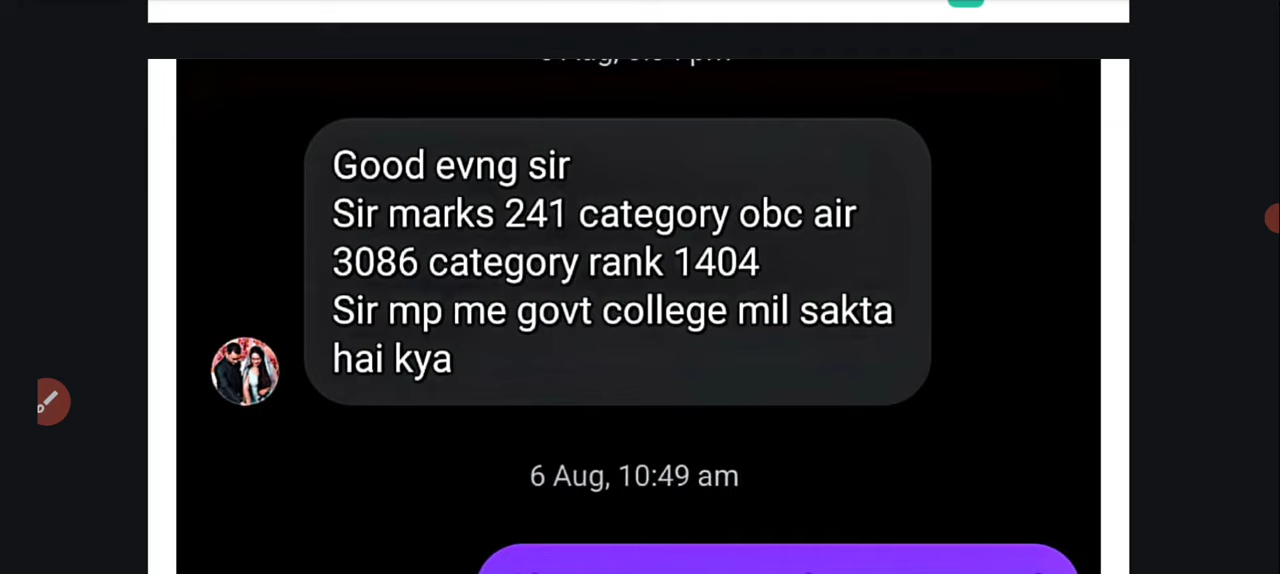 Good evng sir
Sir marks 241 category obc air
3086 category rank 1404
Sir mp me govt college mil sakta
hai kya
6 Aug, 10:49 am